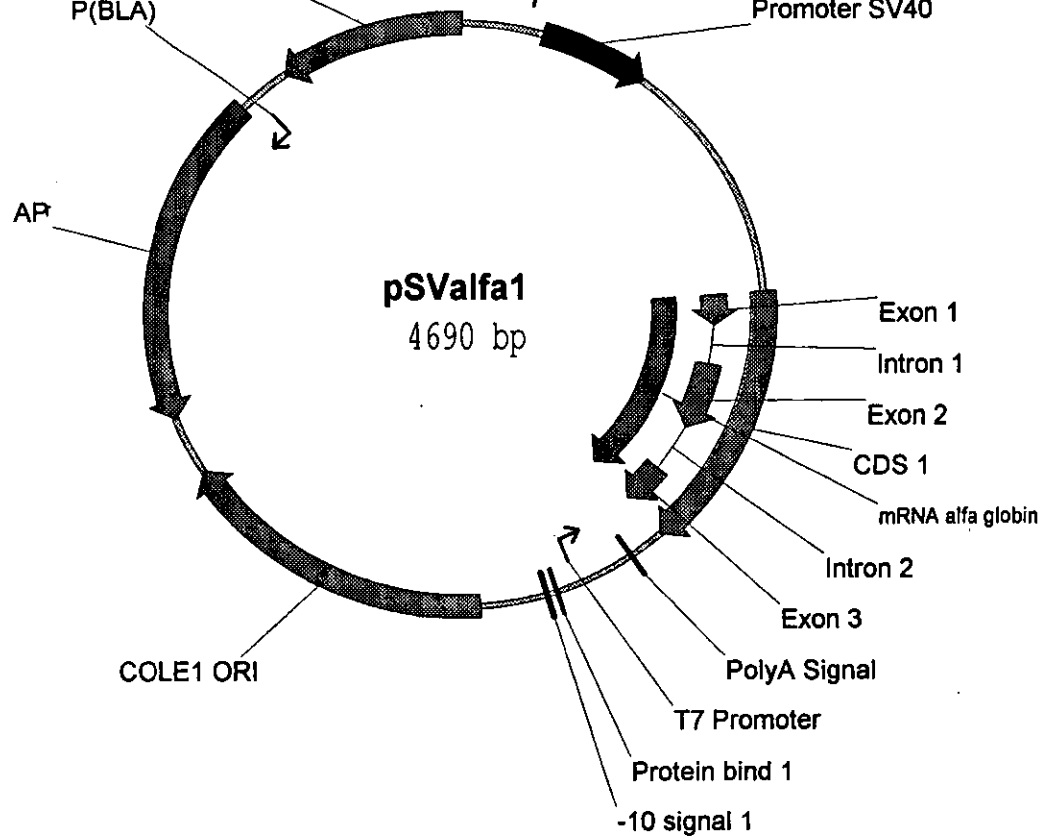 P(BLA)
Promoter SV40
APr
pSValfa1
4690 bp
Exon 1
Intron 1
Exon 2
CDS 1
mRNA alfa globin
Intron 2
Exon 3
PolyA Signal
T7 Promoter
Protein bind 1
-10 signal 1
COLE1 ORI